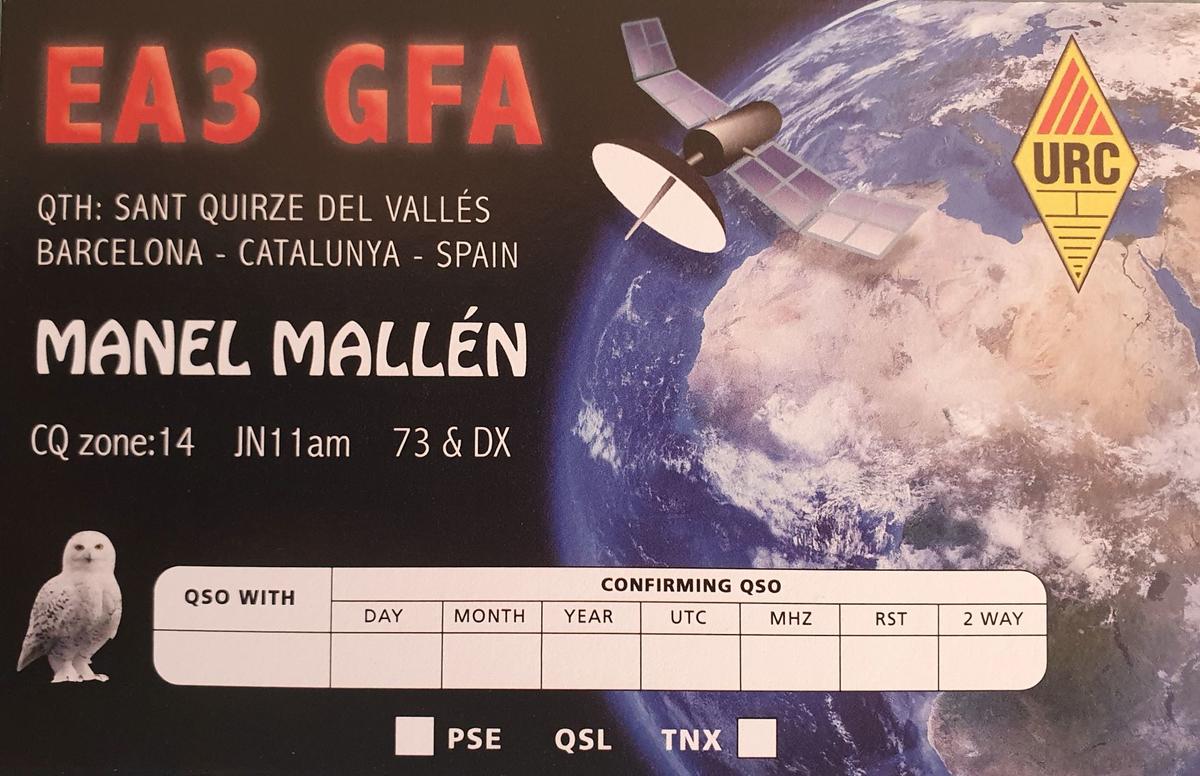 EA3 GFA
URC
QTH: SANT QUIRZE DEL VALLÉS
BARCELONA - CATALUNYA - SPAIN
MANEL MALLÉN
CQ zone:14 JN11am 73 & DX
QSO WITH
CONFIRMING QSO
DAY MONTH YEAR UTC MHZ RST 2 WAY
PSE QSL TNX